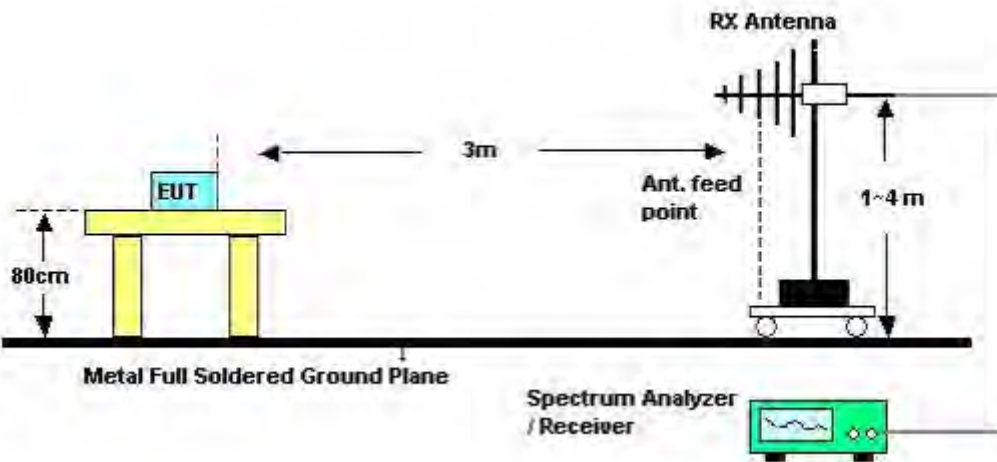 RX Antenna
3m
EUT
Ant. feed
point
1~4 m
80cm
Metal Full Soldered Ground Plane
Spectrum Analyzer
/ Receiver